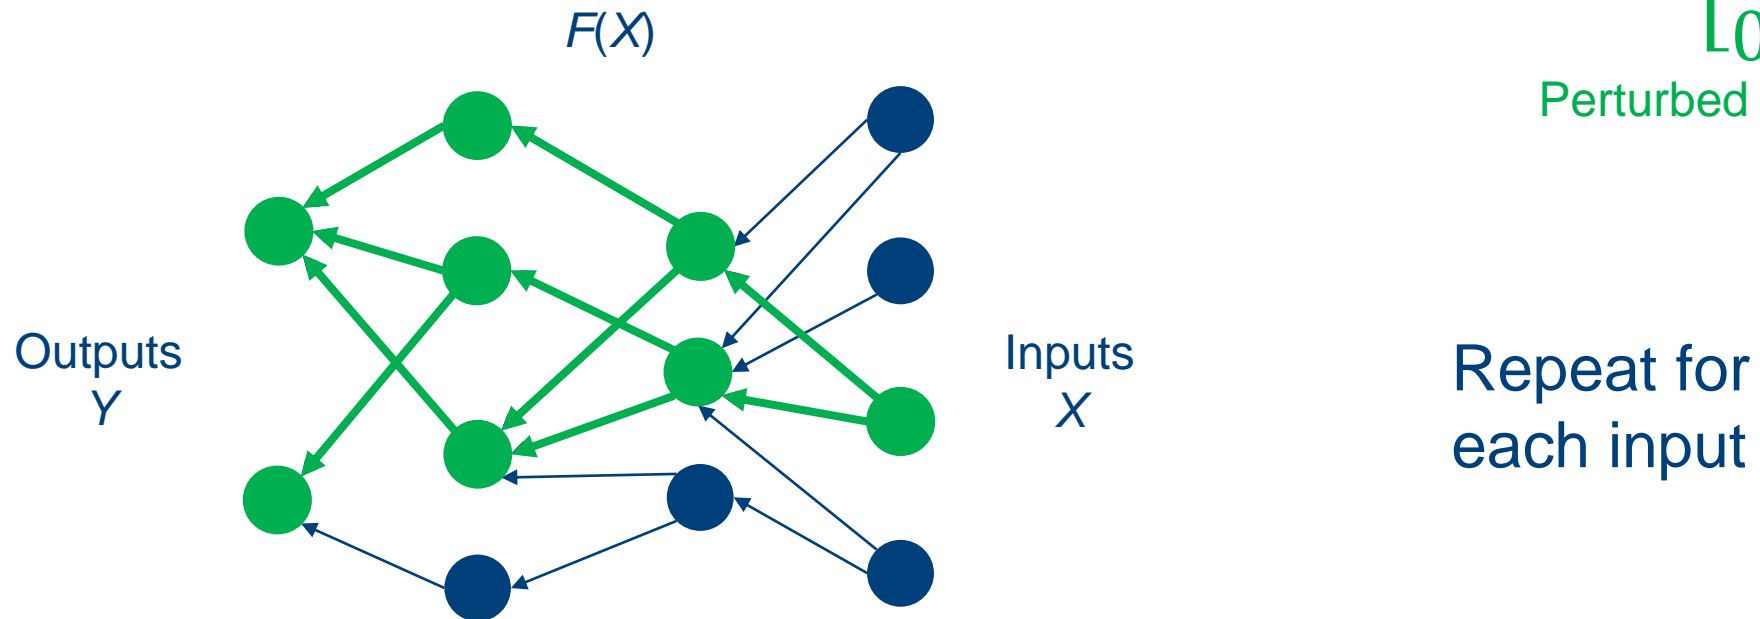 F(X)
Perturbed
Outputs
Y
Inputs
X
Repeat for
each input